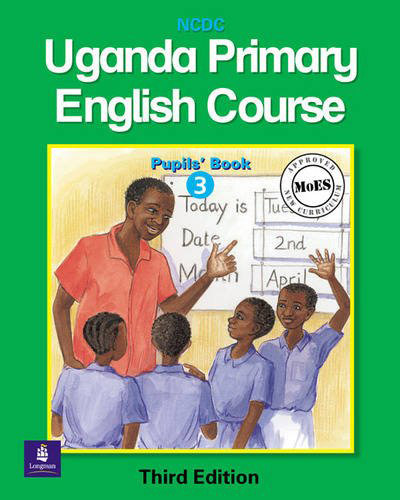 NCDC
Uganda Primary
English Course
Pupils' Book
3
APPROVED
MoES
NEW CURRICULUM
Today is
Date
2nd
Month
April
Longman
Third Edition